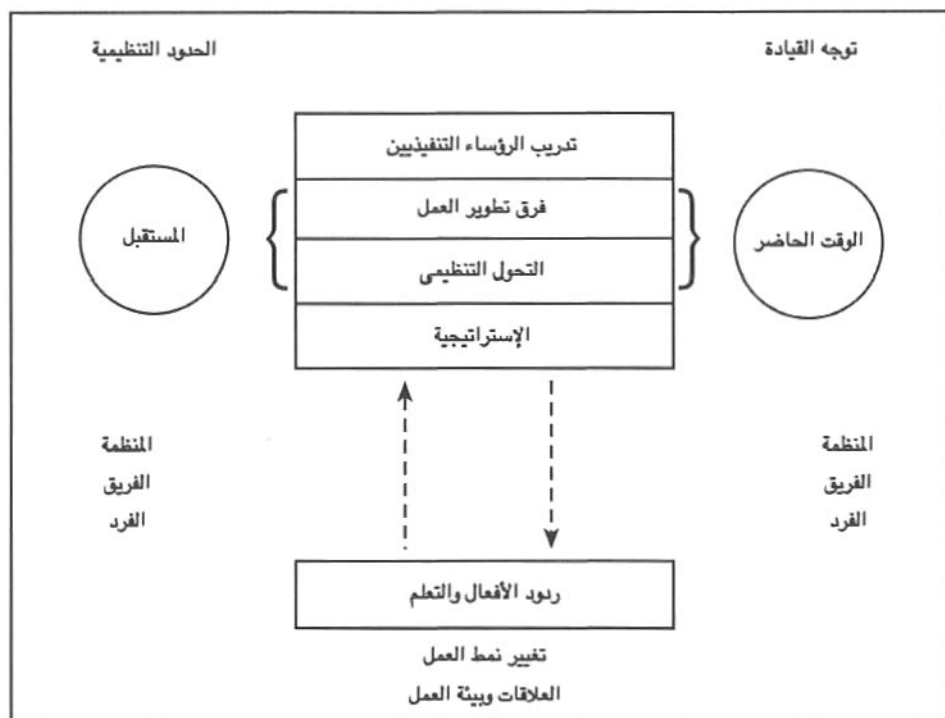 توجه القيادة
الحدود التنظيمية
تدريب الرؤساء التنفيذيين
فرق تطوير العمل
التحول التنظيمى
الإستراتيجية
الوقت الحاضر
المستقبل
المنظمة
الفريق
الفرد
المنظمة
الفريق
الفرد
ردود الأفعال والتعلم
تغيير نمط العمل
العلاقات وبيئة العمل